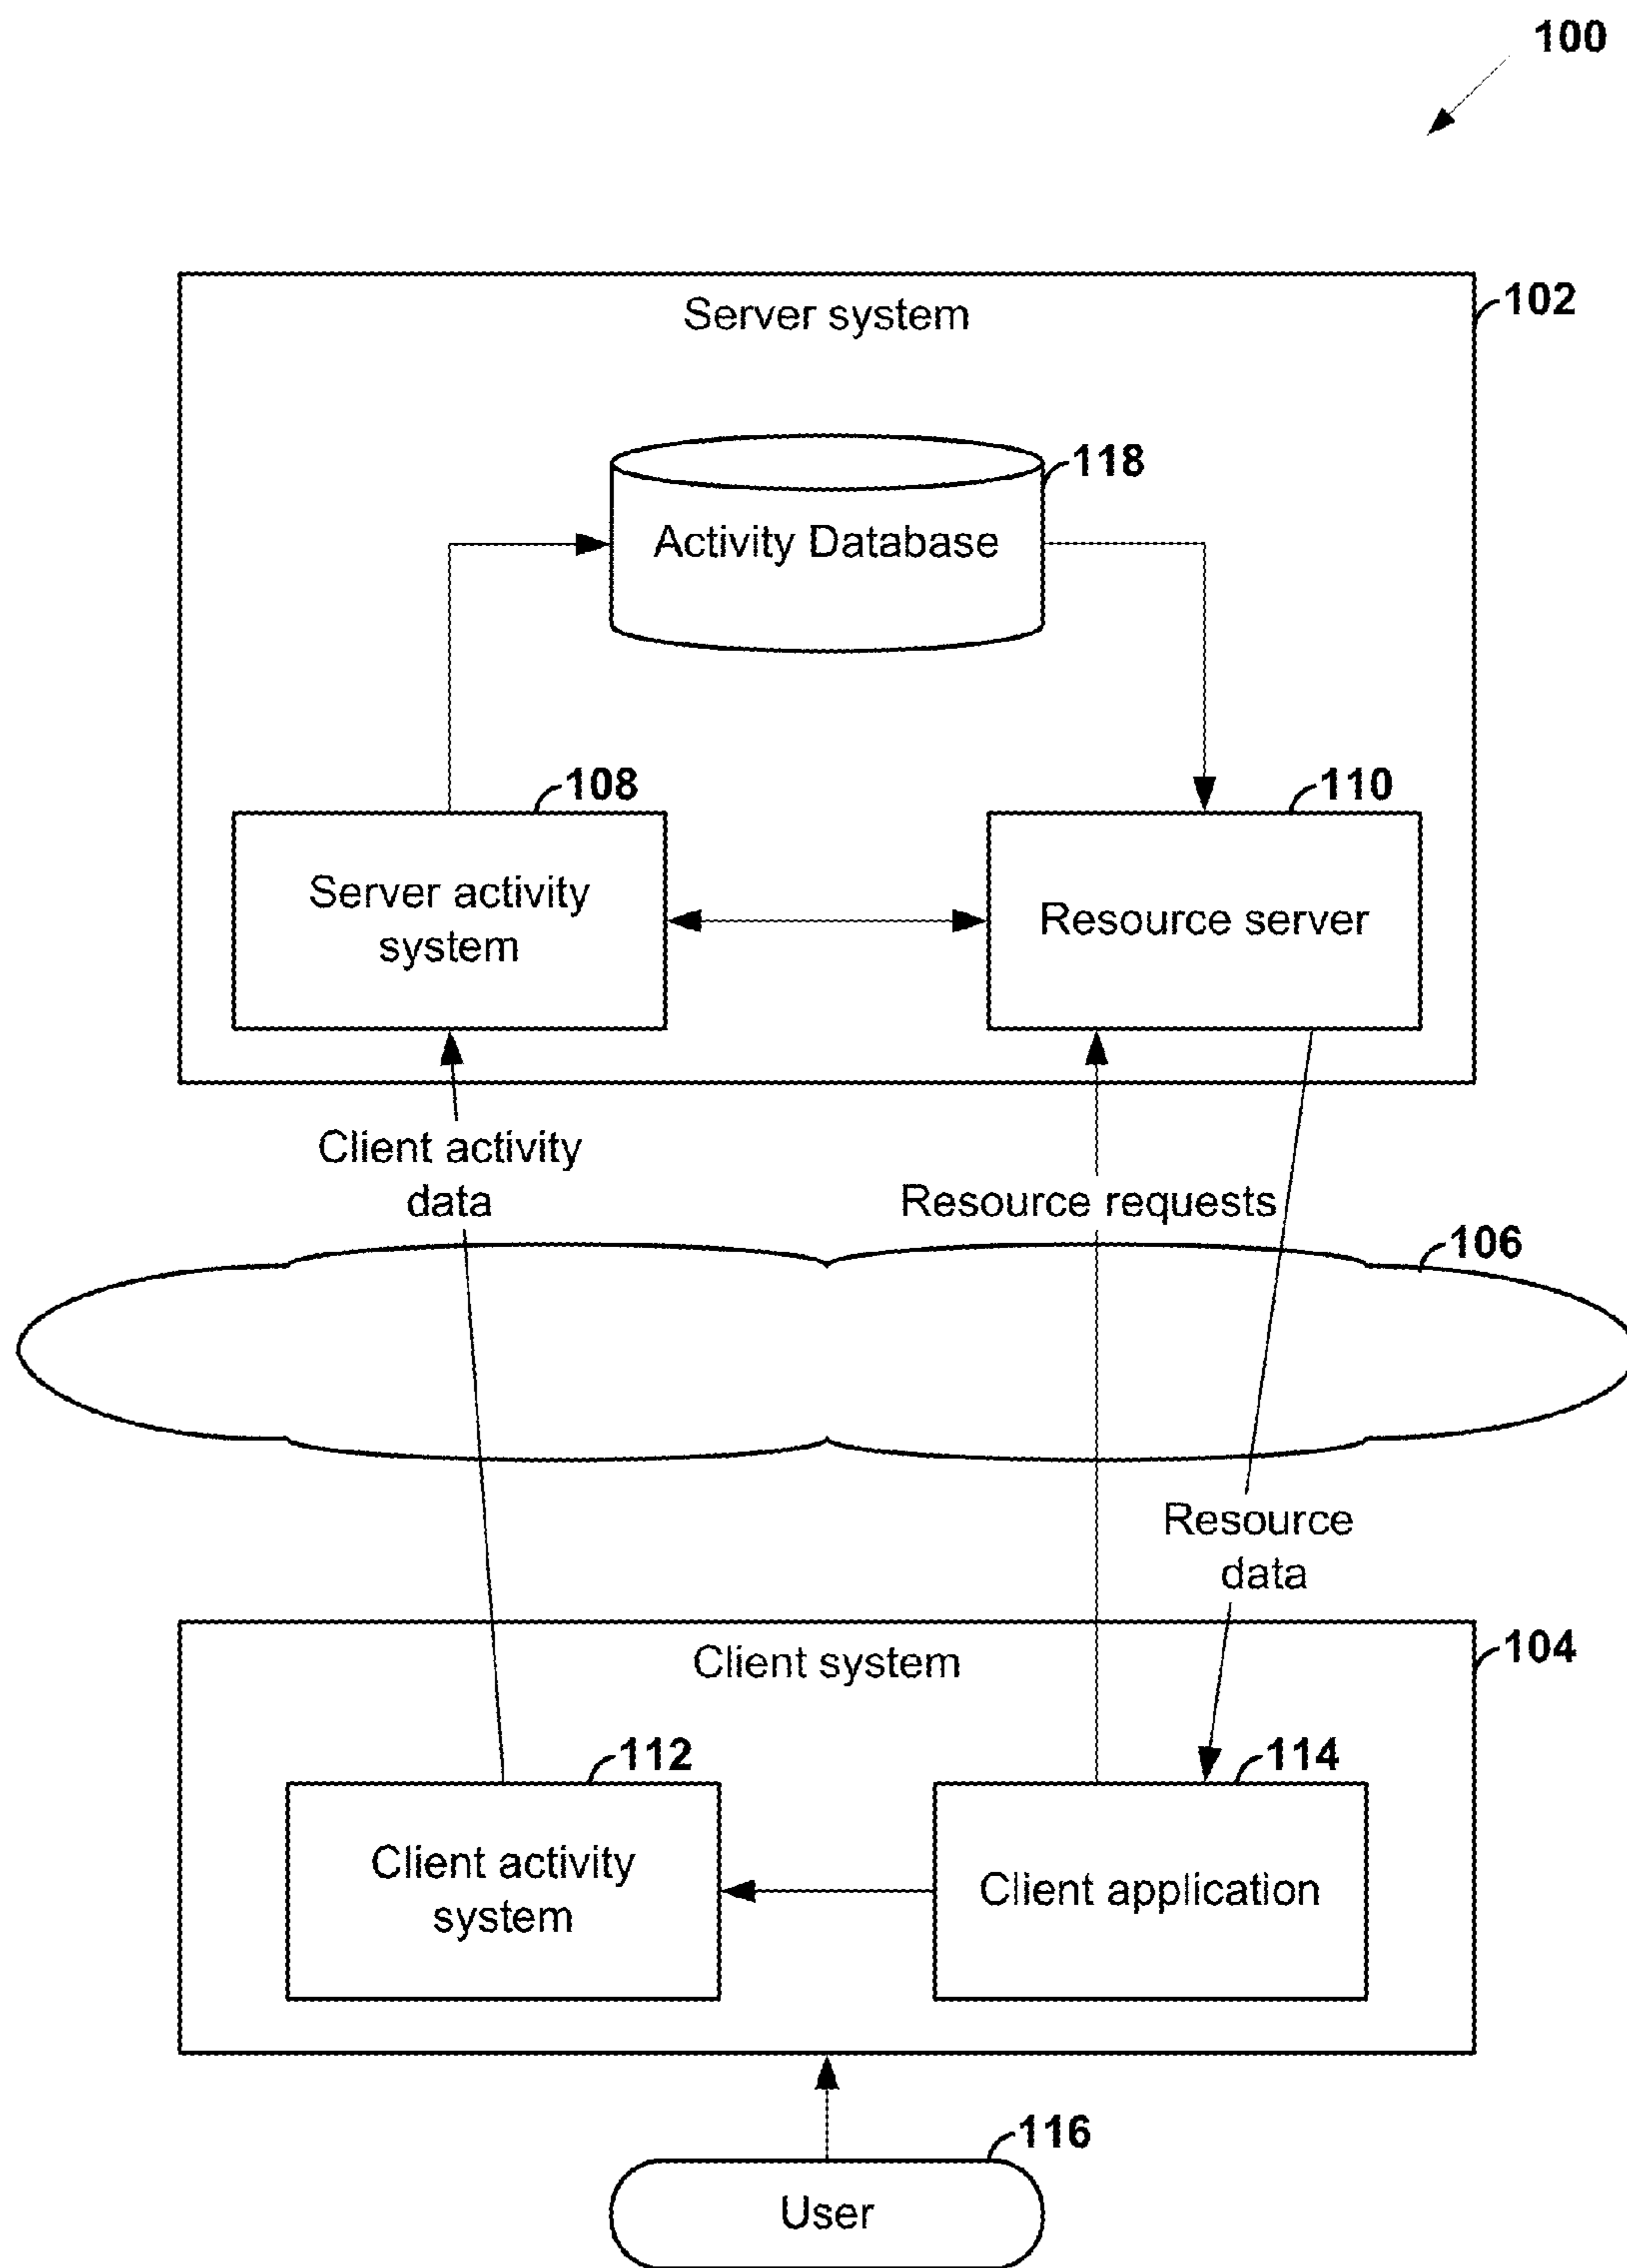 100
Server system
102
118
Activity Database
108
110
Server activity
system
Resource server
Client activity
data
Resource requests
106
Resource
data
Client system
104
112
114
Client activity
system
Client application
116
User